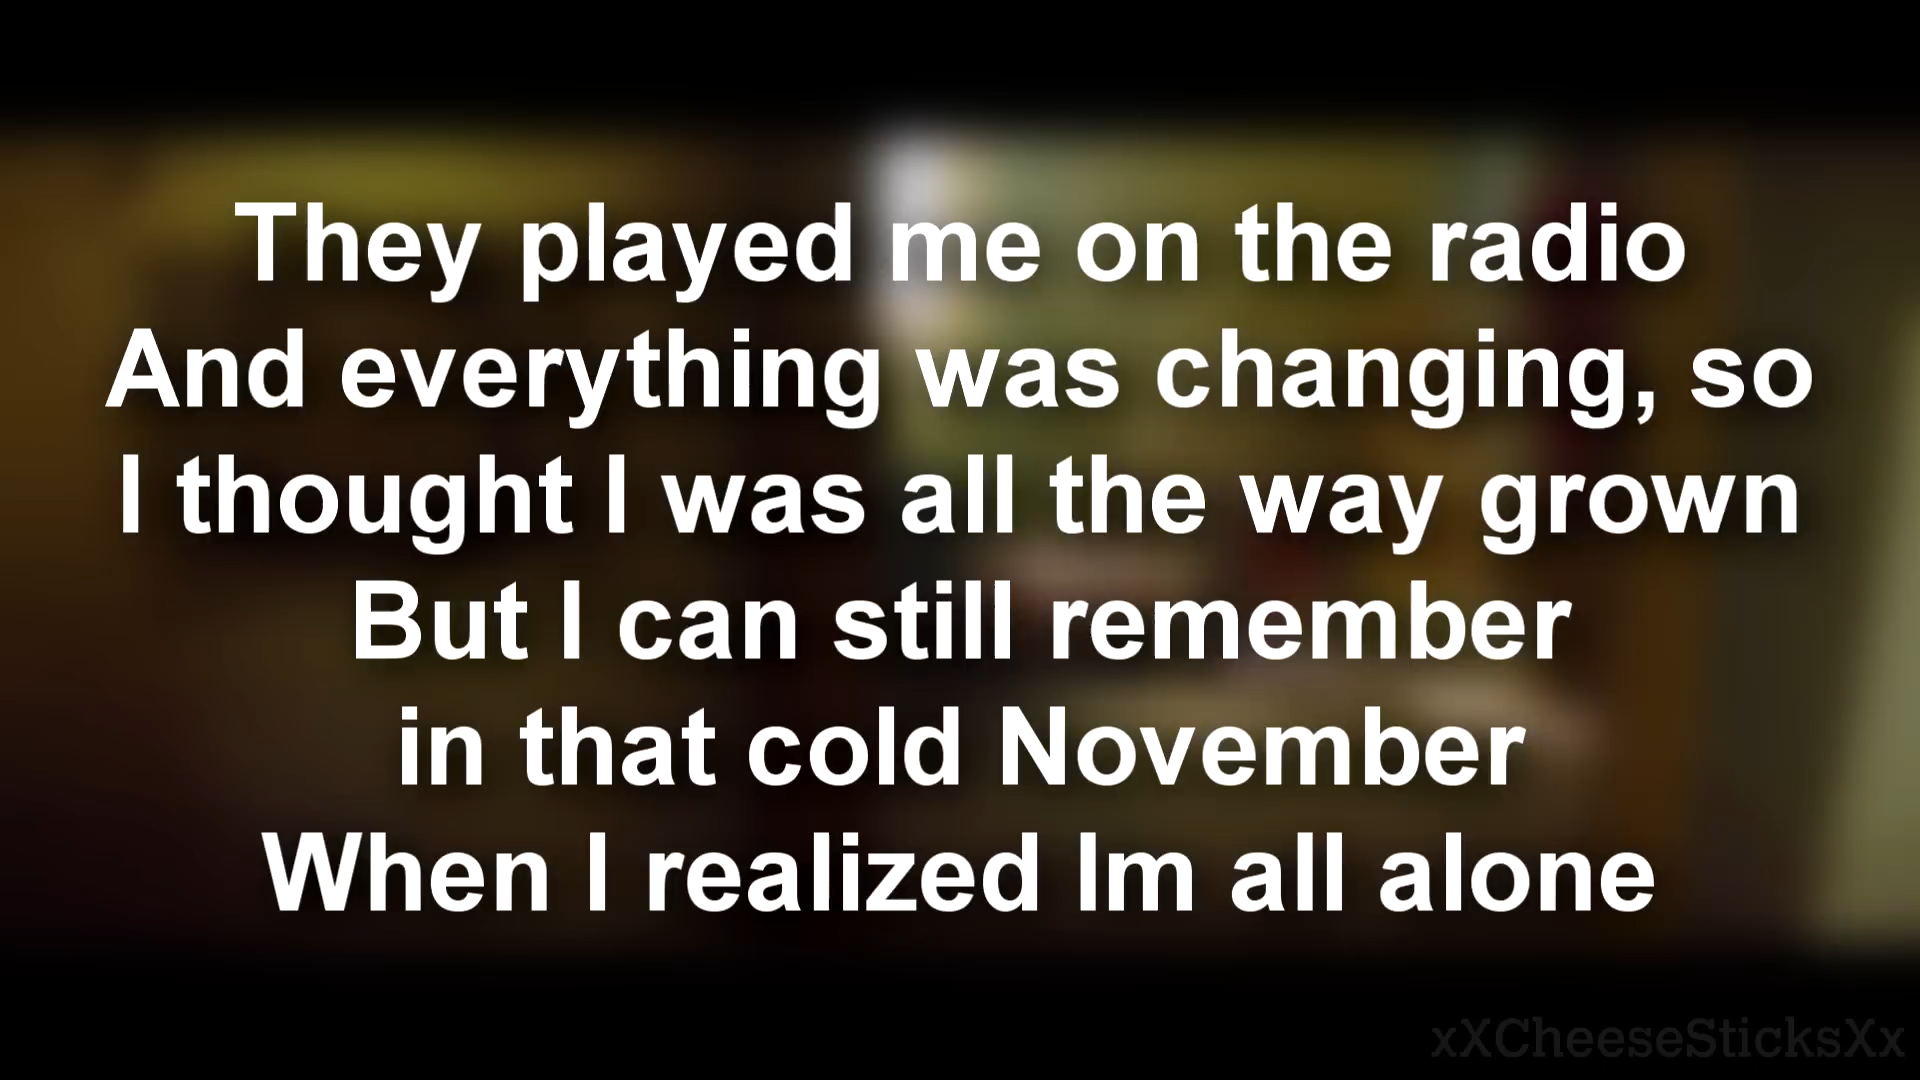 They played me on the radio
And everything was changing, so
I thought I was all the way grown
But I can still remember
in that cold November
When I realized Im all alone
xXCheeseSticksXx